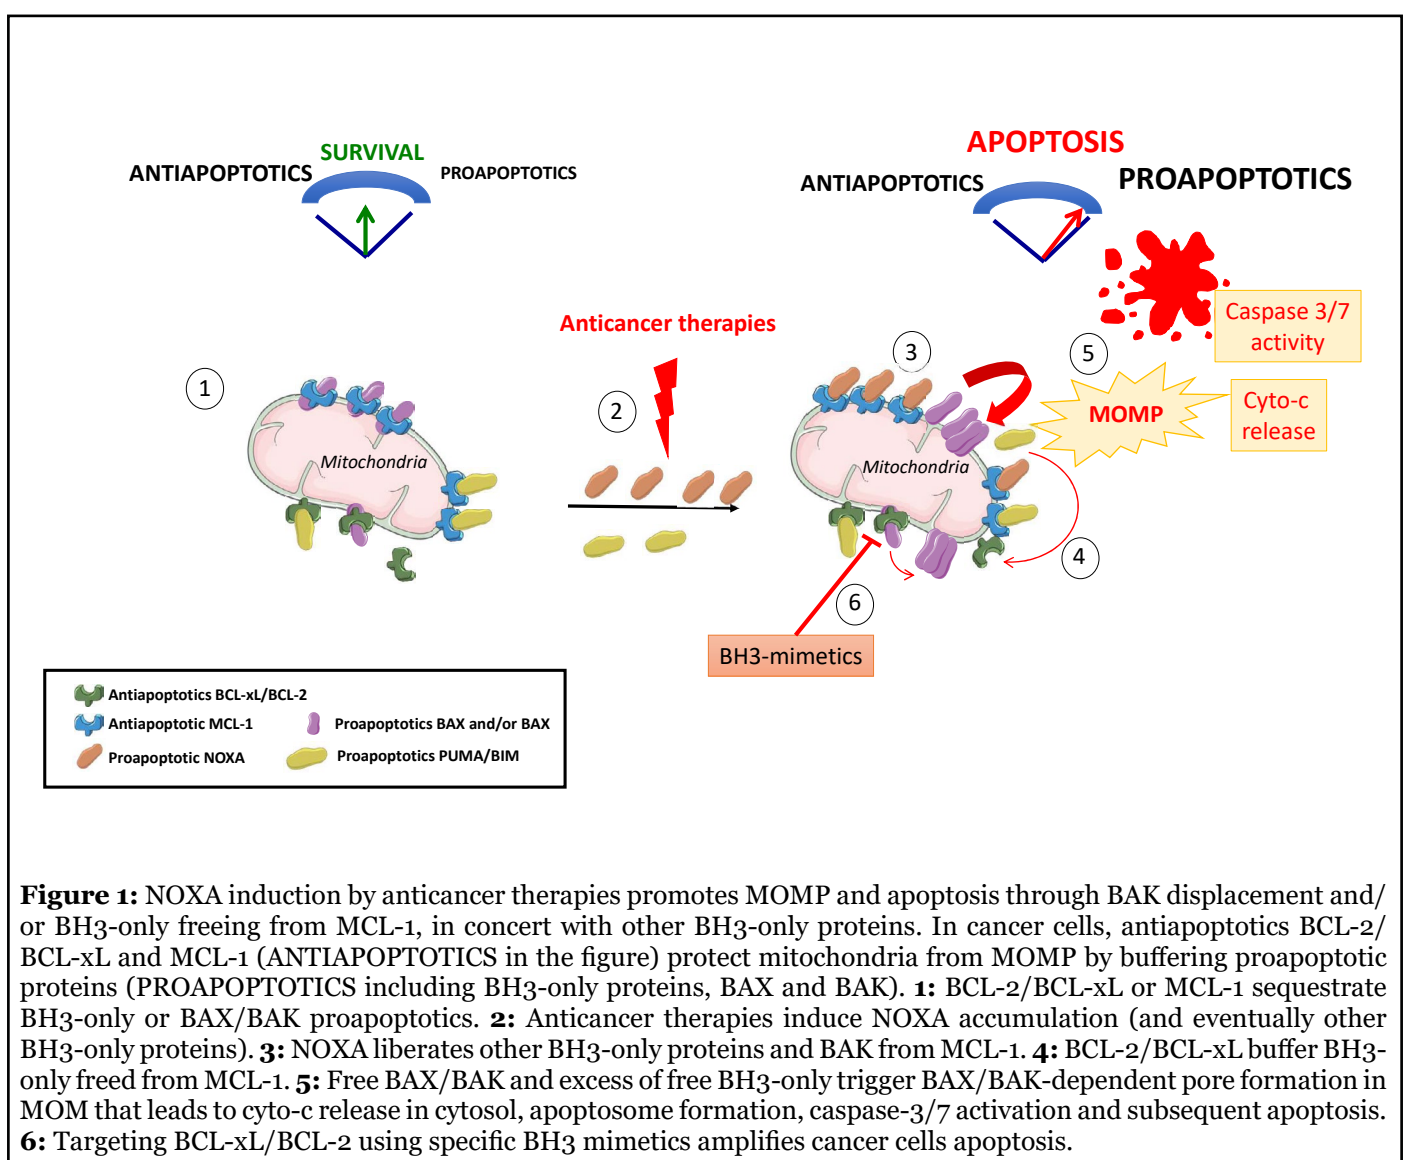 SURVIVAL
ANTIAPOPTOTICS
PROAPOPTOTICS
APOPTOSIS
ANTIAPOPTOTICS
PROAPOPTOTICS
Caspase 3/7
activity
Anticancer therapies
1
2
3
5
MOMP
Cyto-c
release
Mitochondria
Mitochondria
4
6
BH3-mimetics
Antiapoptotics BCL-xL/BCL-2
Antiapoptotic MCL-1
Proapoptotics BAX and/or BAX
Proapoptotic NOXA
Proapoptotics PUMA/BIM
Figure 1: NOXA induction by anticancer therapies promotes MOMP and apoptosis through BAK displacement and/
or BH3-only freeing from MCL-1, in concert with other BH3-only proteins. In cancer cells, antiapoptotics BCL-2/
BCL-xL and MCL-1 (ANTIAPOPTOTICS in the figure) protect mitochondria from MOMP by buffering proapoptotic
proteins (PROAPOPTOTICS including BH3-only proteins, BAX and BAK). 1: BCL-2/BCL-xL or MCL-1 sequestrate
BH3-only or BAX/BAK proapoptotics. 2: Anticancer therapies induce NOXA accumulation (and eventually other
BH3-only proteins). 3: NOXA liberates other BH3-only proteins and BAK from MCL-1. 4: BCL-2/BCL-xL buffer BH3-
only freed from MCL-1. 5: Free BAX/BAK and excess of free BH3-only trigger BAX/BAK-dependent pore formation in
MOM that leads to cyto-c release in cytosol, apoptosome formation, caspase-3/7 activation and subsequent apoptosis.
6: Targeting BCL-xL/BCL-2 using specific BH3 mimetics amplifies cancer cells apoptosis.